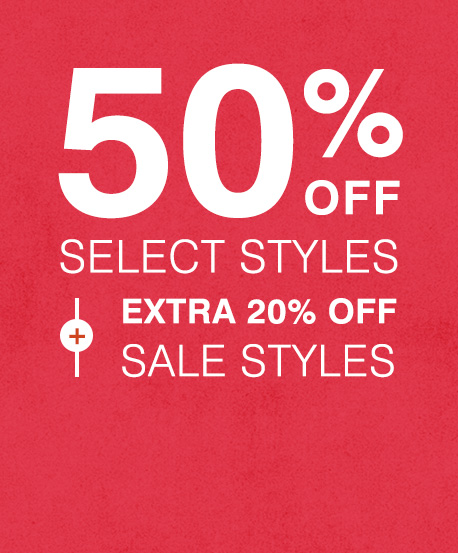 50%
OFF
SELECT STYLES
+
EXTRA 20% OFF
SALE STYLES